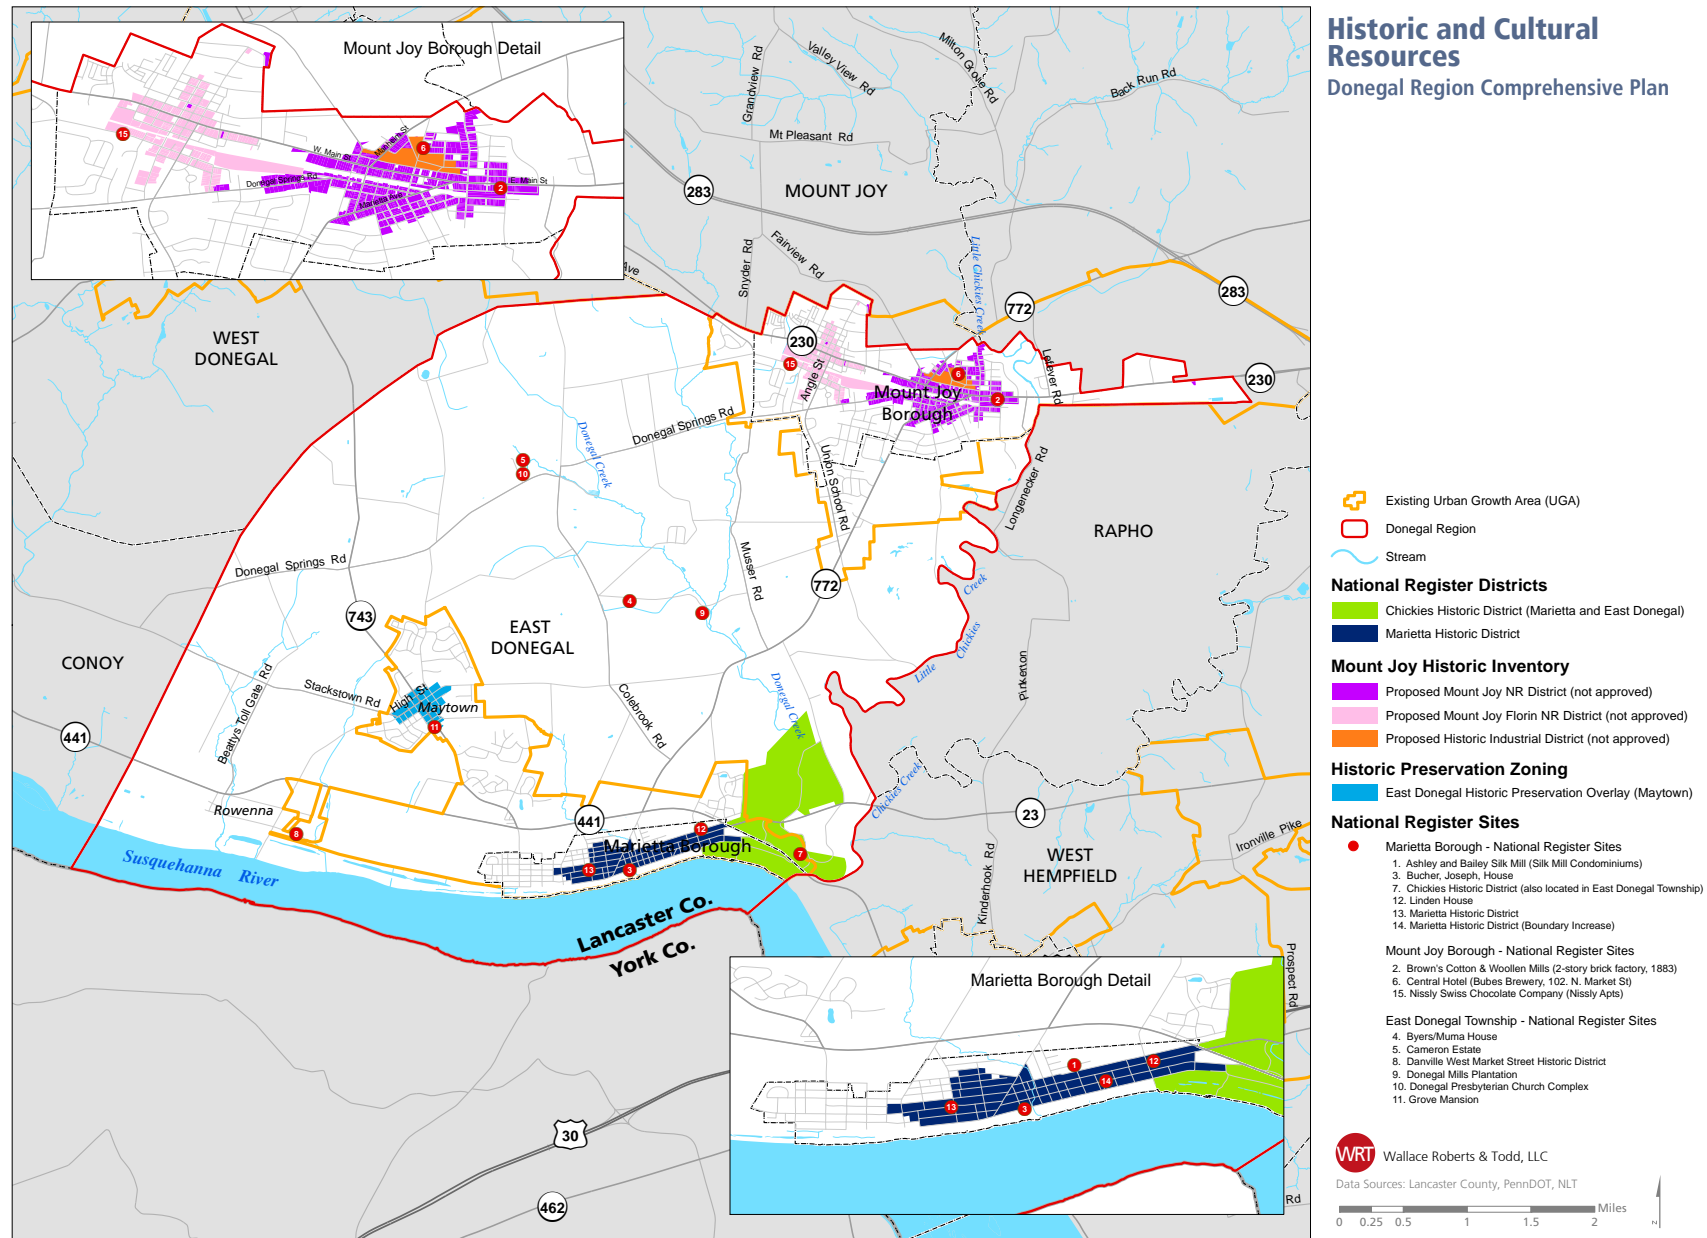 Historic and Cultural
Resources
Donegal Region Comprehensive Plan
Mount Joy Borough Detail
15
6
2
W. Main St
E. Main St
Donegal Springs Rd
Marietta Ave
Grandview Rd
Valley View Rd
Milton Grove Rd
Back Run Rd
Mt Pleasant Rd
283
MOUNT JOY
Ave
Snyder Rd
Fairview Rd
Little Chickies Creek
772
283
WEST
DONEGAL
230
15
Angle St
6
2
Mount Joy
Borough
Lefever Rd
230
Donegal Springs Rd
Donegal Creek
5
10
Union School Rd
Longenecker Rd
RAPHO
Donegal Springs Rd
Musser Rd
772
Little Chickies Creek
743
4
9
EAST
DONEGAL
CONOY
Beattys Toll Gate Rd
Stackstown Rd
High St
Maytown
11
Colebrook Rd
Donegal Creek
Pinkerton
441
Chickies Creek
Rowenna
8
441
12
Marietta Borough
13
3
7
23
WEST
HEMPFIELD
Ironville Pike
Kinderhook Rd
Susquehanna River
Lancaster Co.
York Co.
Prospect Rd
Marietta Borough Detail
1
12
14
13
3
30
462
Rd
Existing Urban Growth Area (UGA)
Donegal Region
Stream
National Register Districts
Chickies Historic District (Marietta and East Donegal)
Marietta Historic District
Mount Joy Historic Inventory
Proposed Mount Joy NR District (not approved)
Proposed Mount Joy Florin NR District (not approved)
Proposed Historic Industrial District (not approved)
Historic Preservation Zoning
East Donegal Historic Preservation Overlay (Maytown)
National Register Sites
Marietta Borough - National Register Sites
1. Ashley and Bailey Silk Mill (Silk Mill Condominiums)
3. Bucher, Joseph, House
7. Chickies Historic District (also located in East Donegal Township)
12. Linden House
13. Marietta Historic District
14. Marietta Historic District (Boundary Increase)
Mount Joy Borough - National Register Sites
2. Brown's Cotton & Woollen Mills (2-story brick factory, 1883)
6. Central Hotel (Bubes Brewery, 102. N. Market St)
15. Nissly Swiss Chocolate Company (Nissly Apts)
East Donegal Township - National Register Sites
4. Byers/Muma House
5. Cameron Estate
8. Danville West Market Street Historic District
9. Donegal Mills Plantation
10. Donegal Presbyterian Church Complex
11. Grove Mansion
WRT Wallace Roberts & Todd, LLC
Data Sources: Lancaster County, PennDOT, NLT
Miles
0 0.25 0.5 1 1.5 2
z